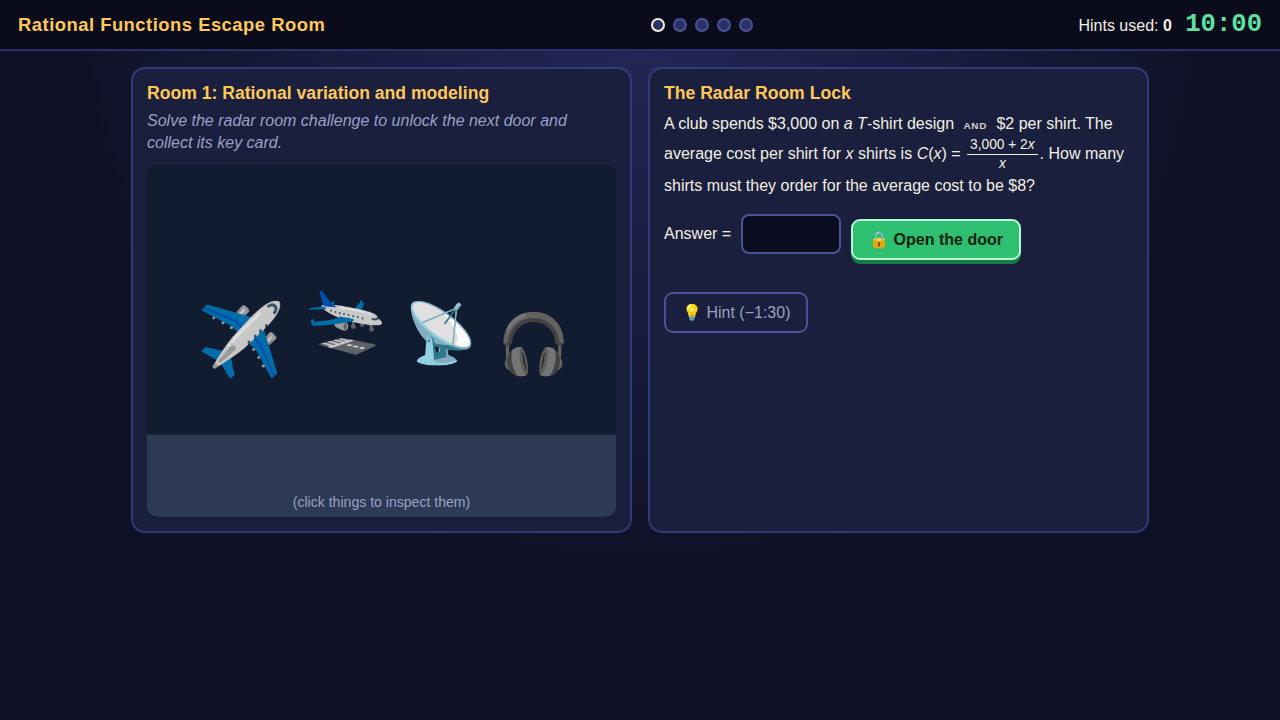 Rational Functions Escape Room
Hints used: 0 10:00
Room 1: Rational variation and modeling
Solve the radar room challenge to unlock the next door and
collect its key card.
(click things to inspect them)
The Radar Room Lock
A club spends $3,000 on a T-shirt design AND $2 per shirt. The
average cost per shirt for x shirts is C(x) = (3,000 + 2x)/x. How many
shirts must they order for the average cost to be $8?
Answer =
🔒 Open the door
💡 Hint (−1:30)